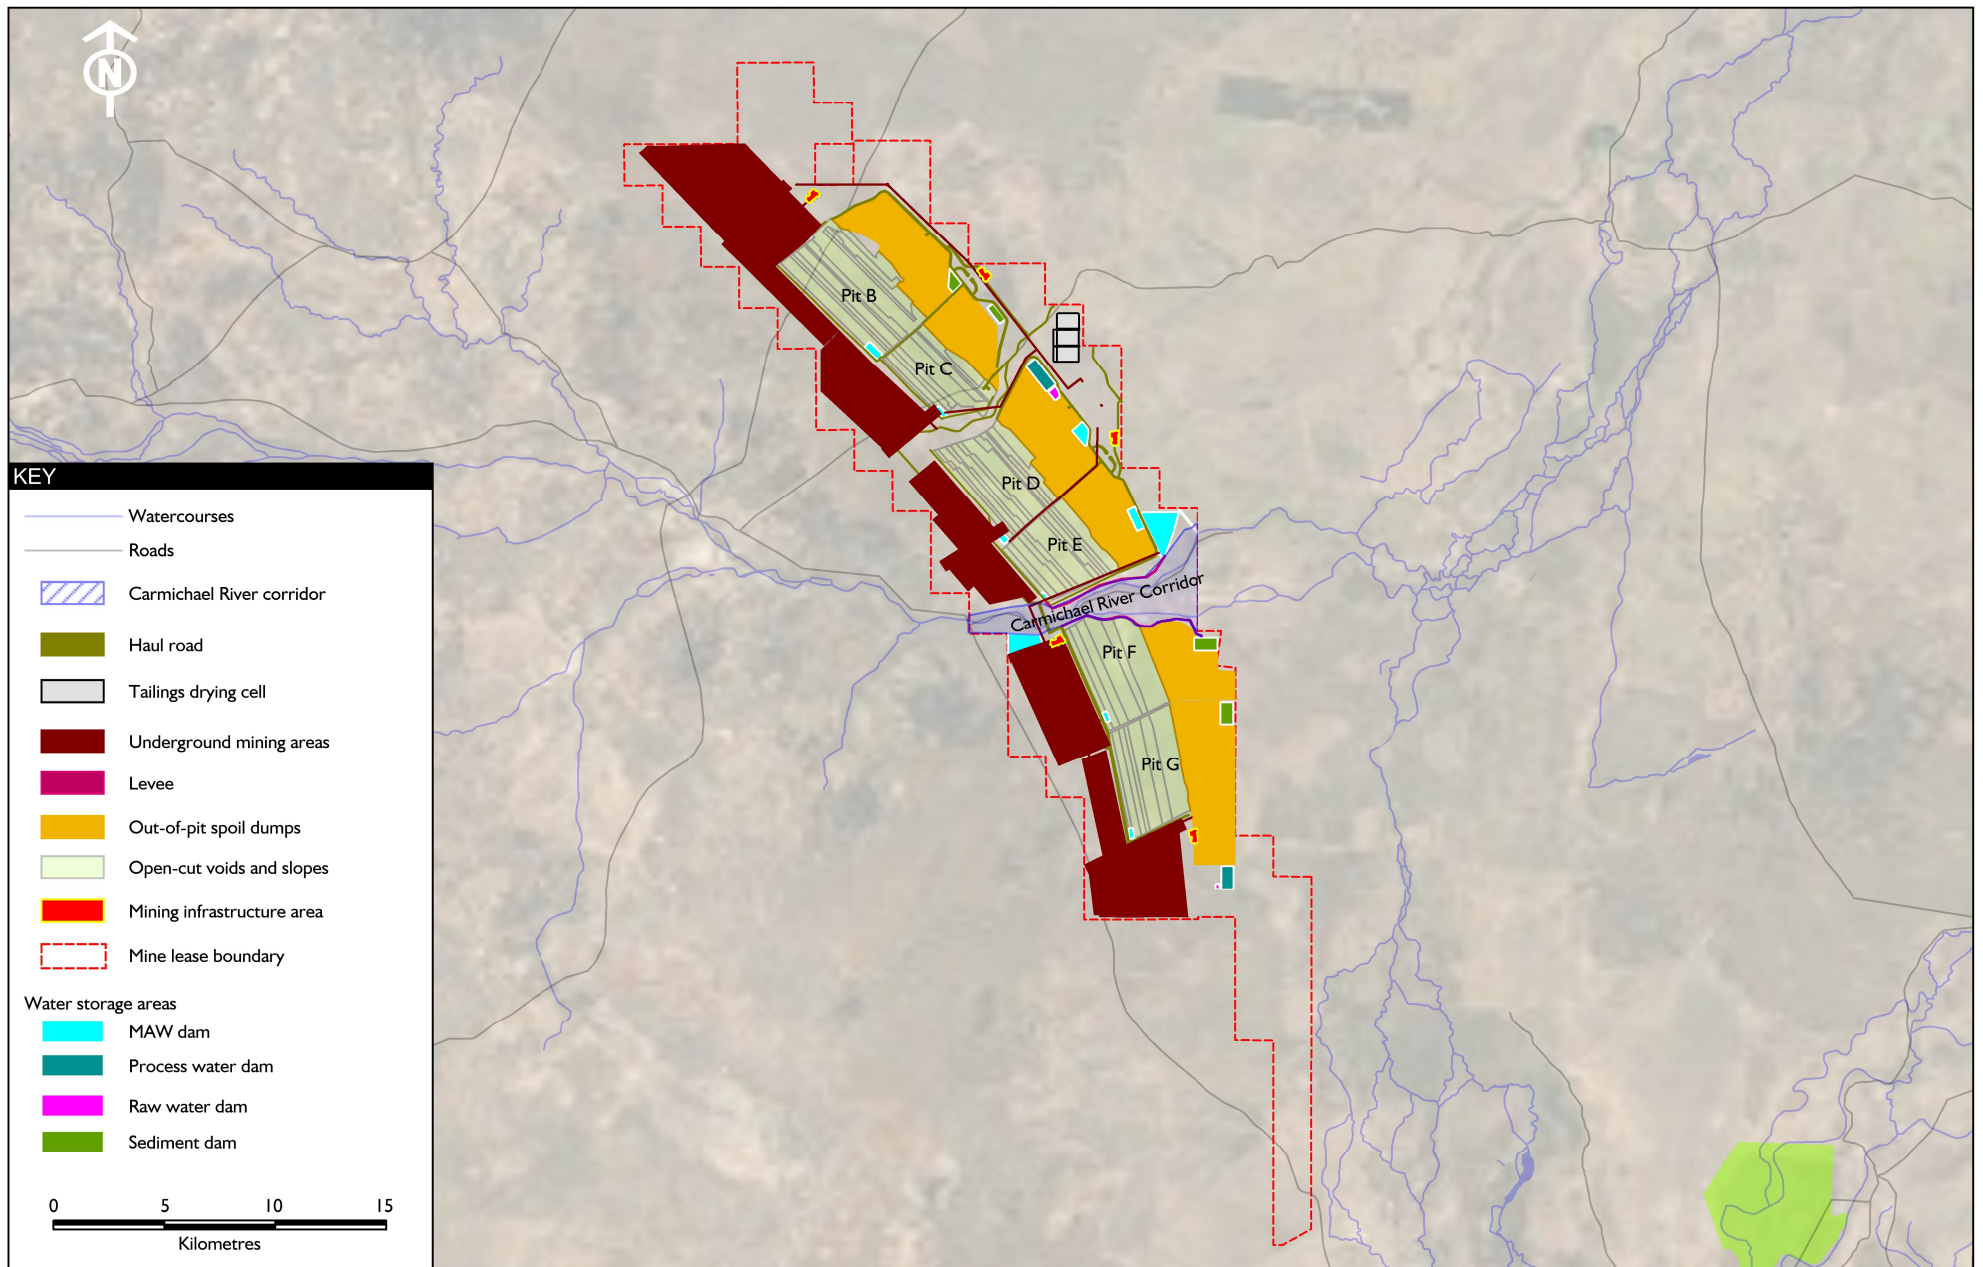 N
Pit B
Pit C
Pit D
Pit E
Carmichael River Corridor
Pit F
Pit G
KEY
Watercourses
Roads
Carmichael River corridor
Haul road
Tailings drying cell
Underground mining areas
Levee
Out-of-pit spoil dumps
Open-cut voids and slopes
Mining infrastructure area
Mine lease boundary
Water storage areas
MAW dam
Process water dam
Raw water dam
Sediment dam
0 5 10 15
Kilometres